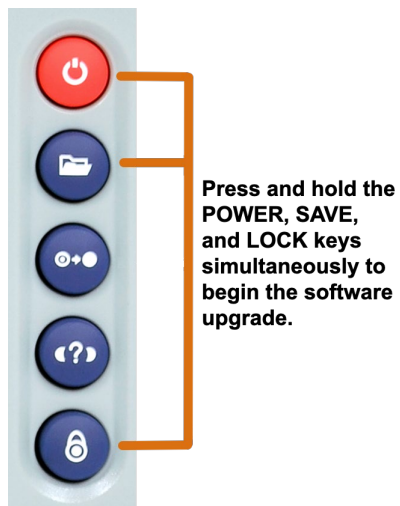 Press and hold the
POWER, SAVE,
and LOCK keys
simultaneously to
begin the software
upgrade.